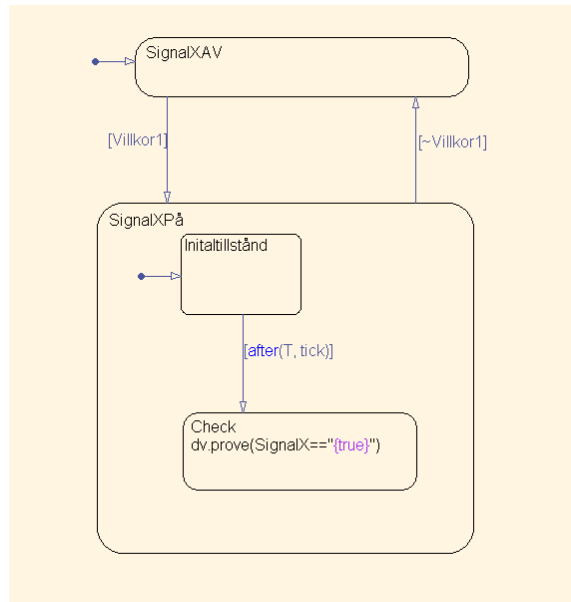 SignalXAV
[Villkor1]
[~Villkor1]
SignalXPå
Initaltillstånd
[after(T, tick)]
Check
dv.prove(SignalX=="{true}")